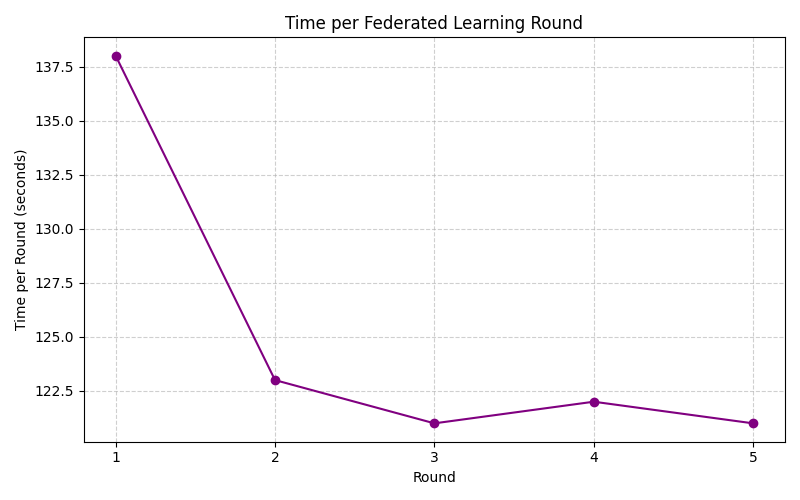 Time per Federated Learning Round
Time per Round (seconds)
137.5
135.0
132.5
130.0
127.5
125.0
122.5
1 2 3 4 5
Round